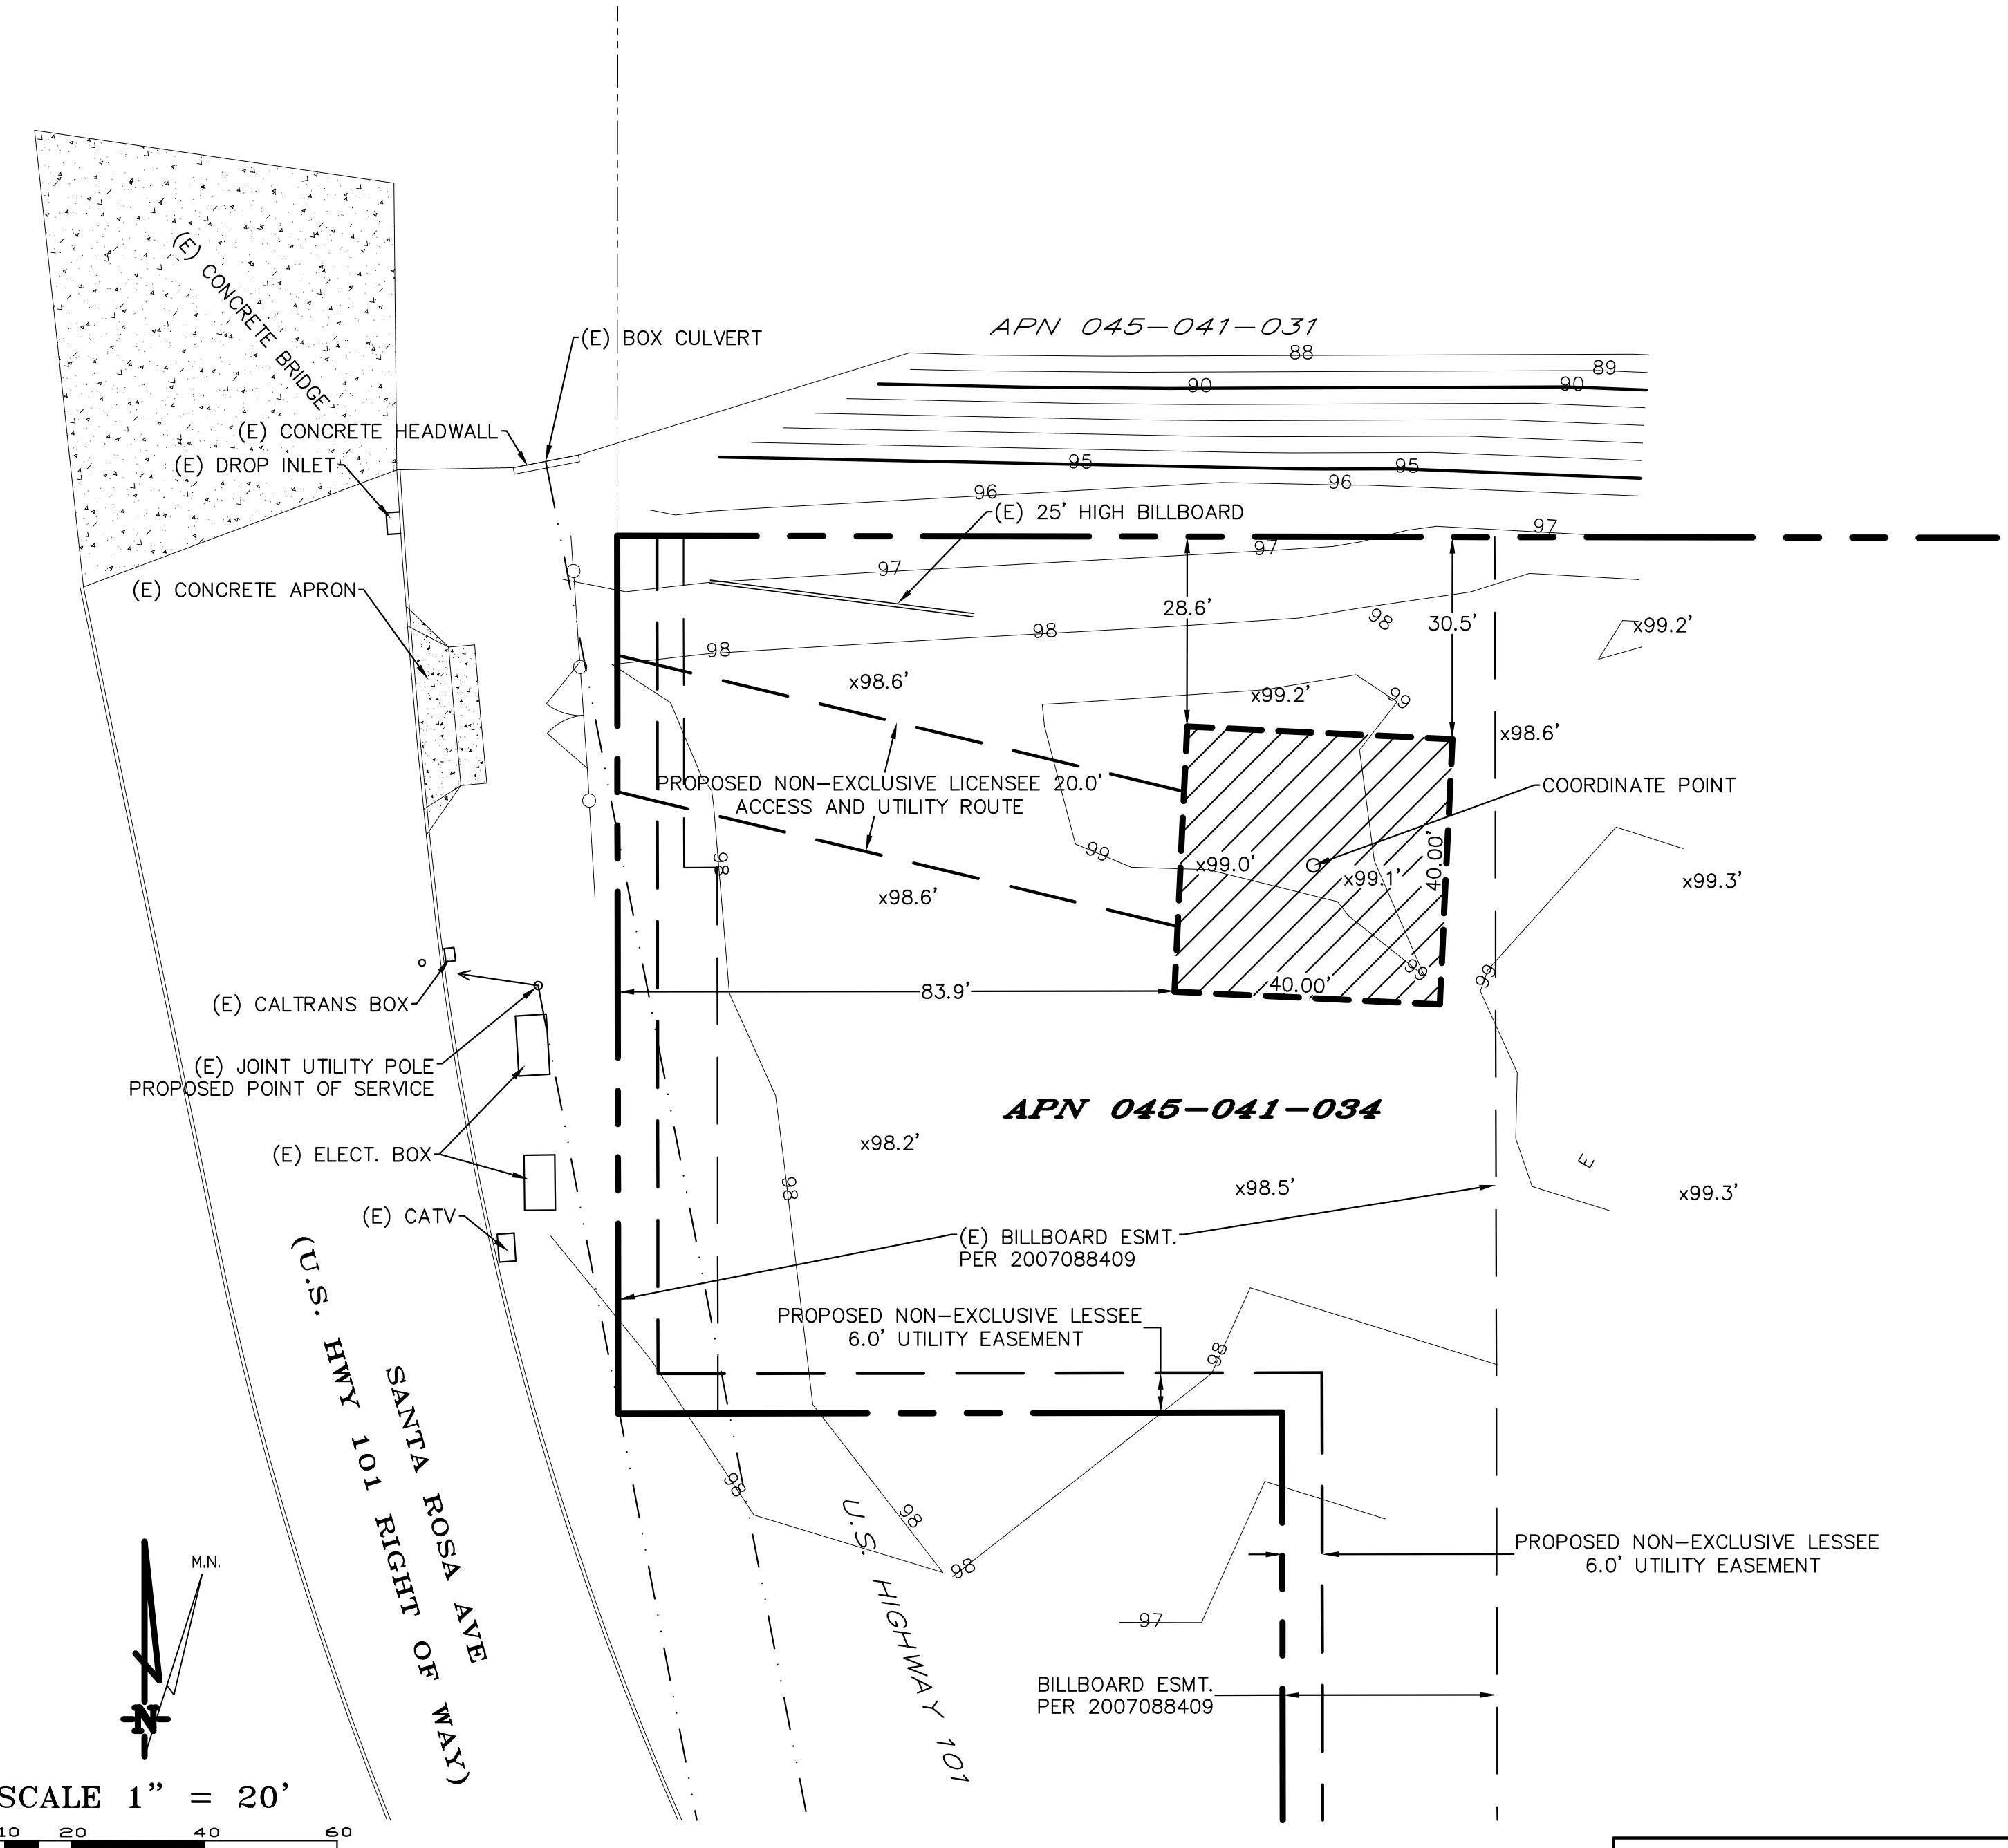 APN 045-041-031
88
89
90
90
(E) BOX CULVERT
(E) CONCRETE BRIDGE
(E) CONCRETE HEADWALL
(E) DROP INLET
95
95
96
96
(E) 25' HIGH BILLBOARD
97
97
97
(E) CONCRETE APRON
28.6'
30.5'
98
98
98
x99.2'
x98.6'
x99.2'
99
x98.6'
PROPOSED NON-EXCLUSIVE LICENSEE 20.0'
ACCESS AND UTILITY ROUTE
COORDINATE POINT
98
99
x99.0'
x99.1'
40.00'
x99.3'
x98.6'
99
99
40.00'
83.9'
(E) CALTRANS BOX
(E) JOINT UTILITY POLE
PROPOSED POINT OF SERVICE
APN 045-041-034
x98.2'
(E) ELECT. BOX
E
98
x98.5'
x99.3'
(E) CATV
(E) BILLBOARD ESMT.
PER 2007088409
PROPOSED NON-EXCLUSIVE LESSEE
6.0' UTILITY EASEMENT
98
SANTA ROSA AVE
(U.S. HWY 101 RIGHT OF WAY)
98
98
98
U.S. HIGHWAY 101
PROPOSED NON-EXCLUSIVE LESSEE
6.0' UTILITY EASEMENT
97
BILLBOARD ESMT.
PER 2007088409
M.N.
N
SCALE 1" = 20'
10 20 40 60